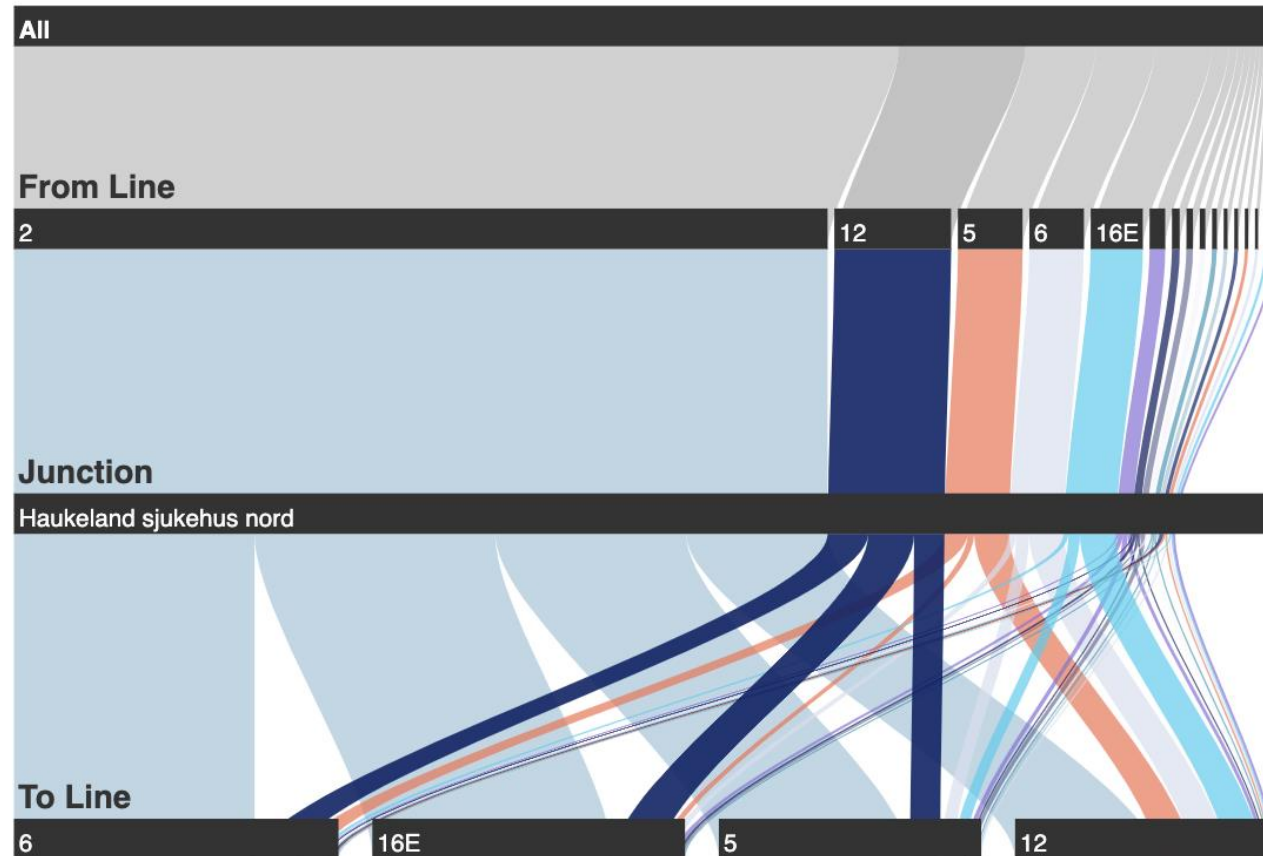 All
From Line
2 12 5 6 16E
Junction
Haukeland sjukehus nord
To Line
6 16E 5 12